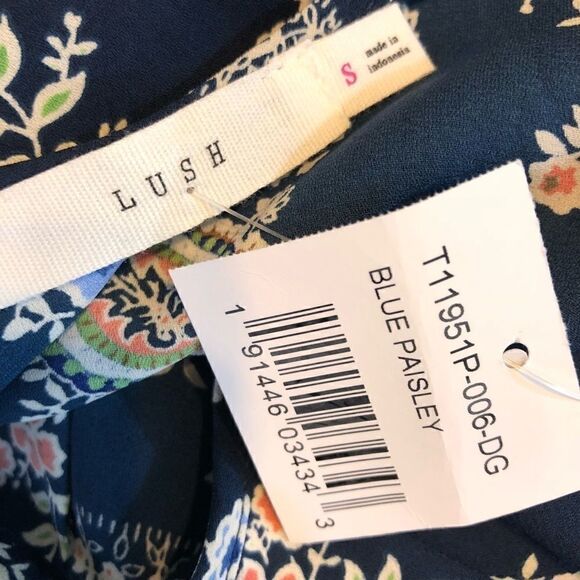 LUSH
S
made in
indonesia
T11951P-006-DG
BLUE PAISLEY
1 91446 03434 3